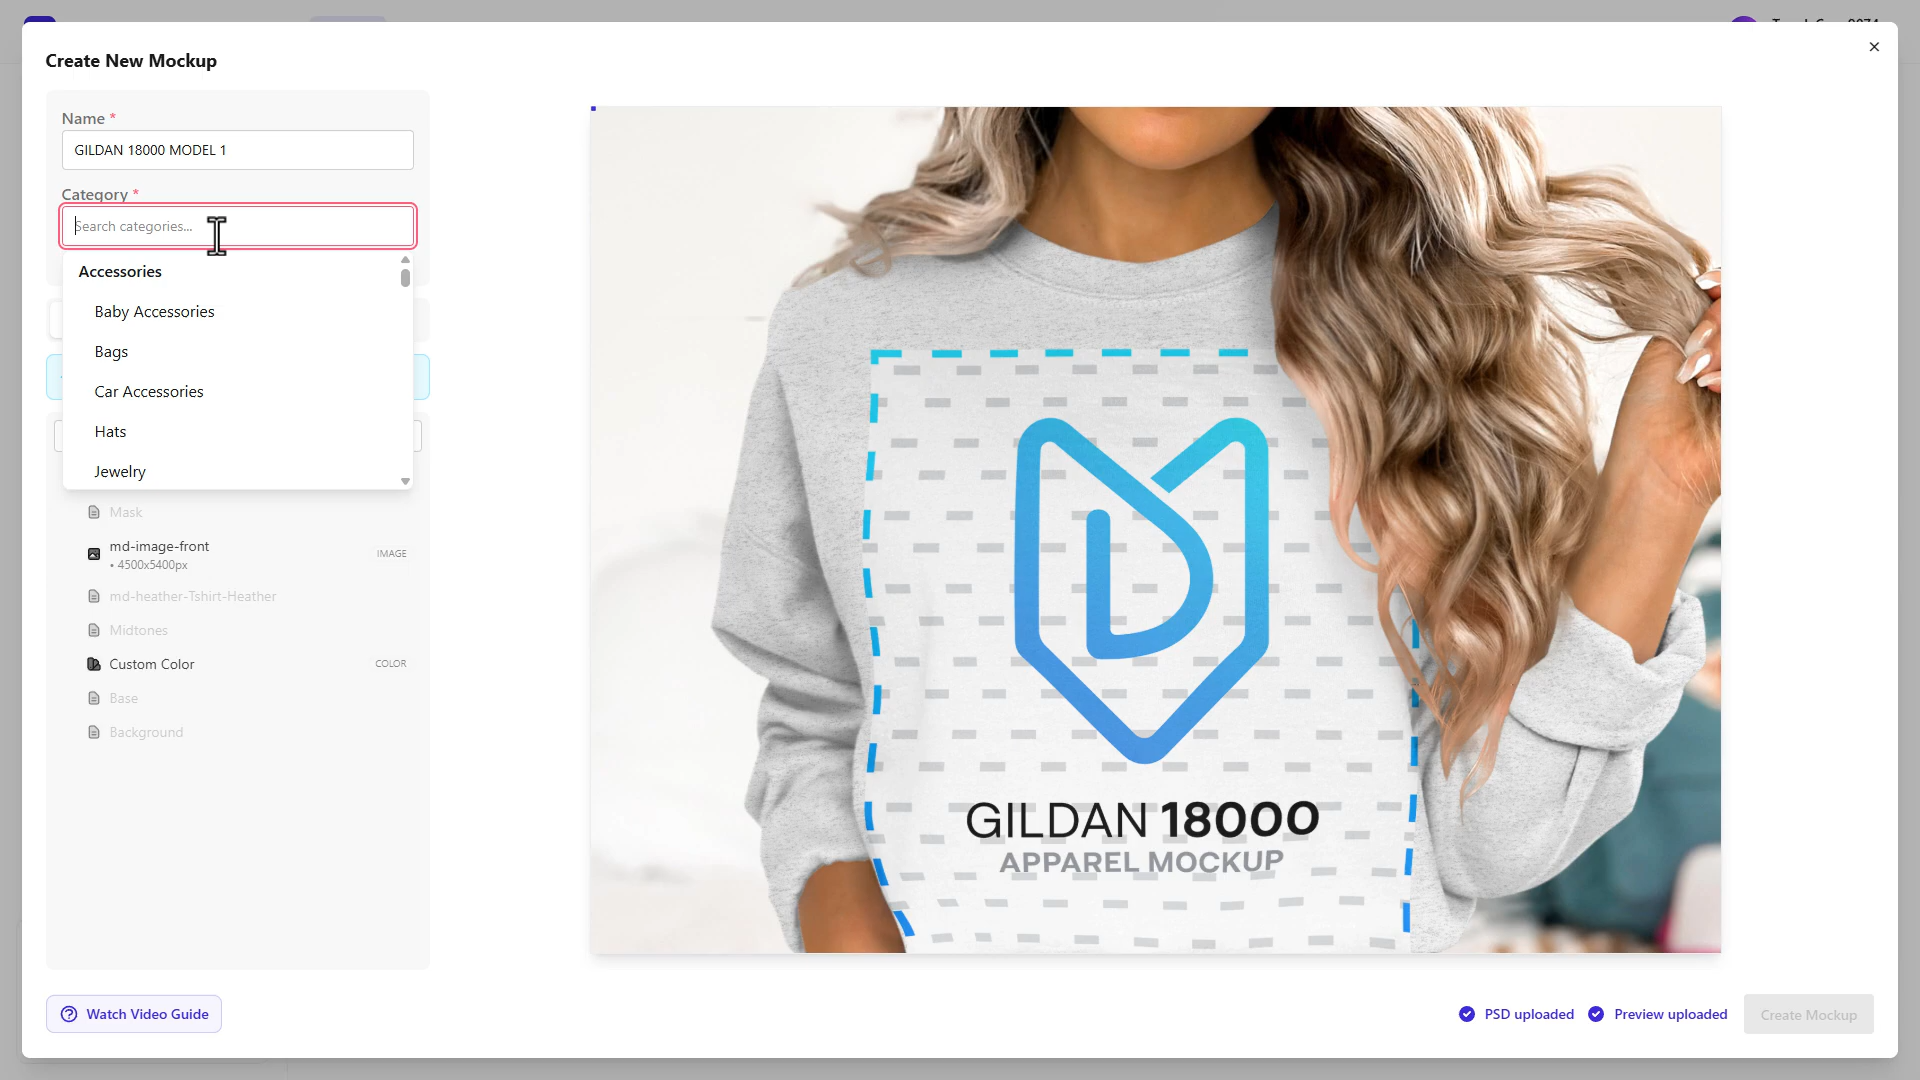 Create New Mockup
Name *
GILDAN 18000 MODEL 1
Category *
Search categories...
Accessories
Baby Accessories
Bags
Car Accessories
Hats
Jewelry
Mask
md-image-front
IMAGE
• 4500x5400px
md-heather-Tshirt-Heather
Midtones
Custom Color
COLOR
Base
Background
GILDAN 18000
APPAREL MOCKUP
Watch Video Guide
PSD uploaded
Preview uploaded
Create Mockup